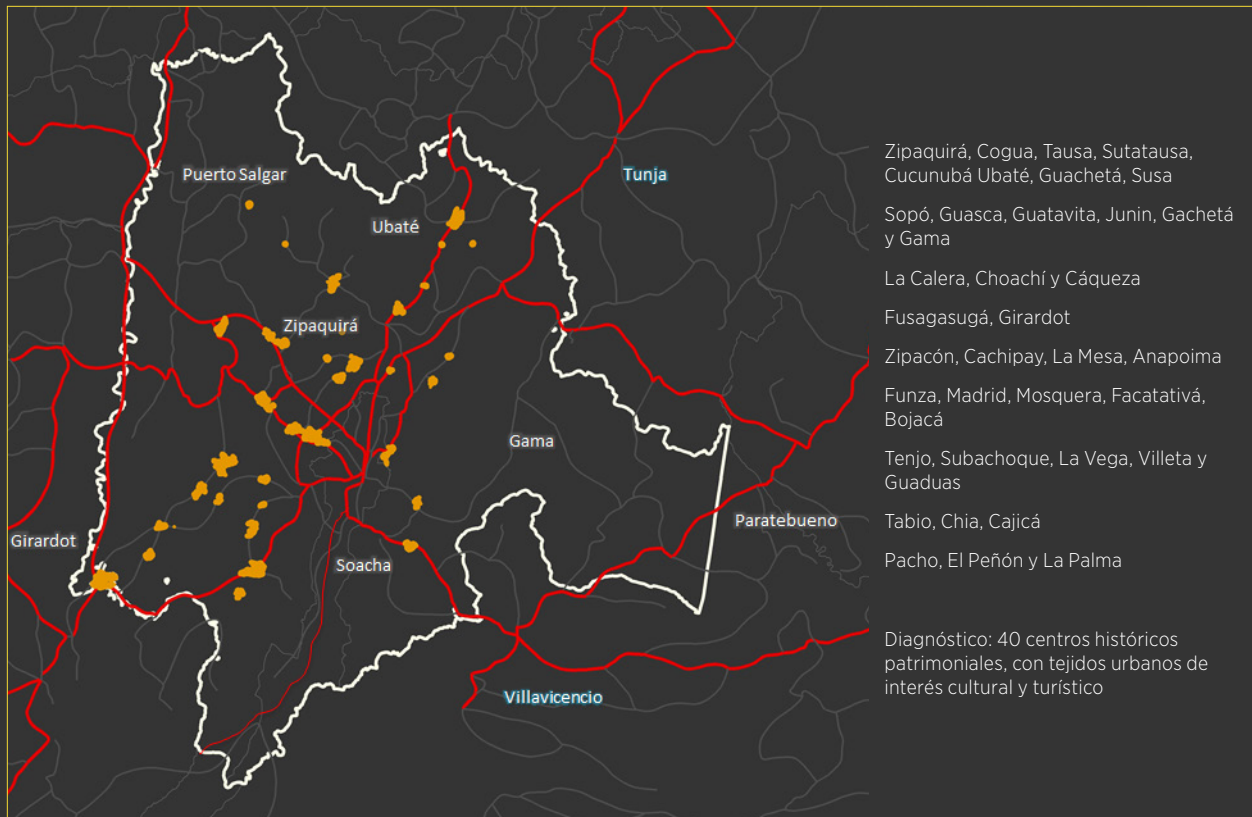 Puerto Salgar
Ubaté
Tunja
Zipaquirá
Gama
Girardot
Soacha
Paratebueno
Villavicencio
Zipaquirá, Cogua, Tausa, Sutatausa,
Cucunubá Ubaté, Guachetá, Susa
Sopó, Guasca, Guatavita, Junin, Gachetá
y Gama
La Calera, Choachí y Cáqueza
Fusagasugá, Girardot
Zipacón, Cachipay, La Mesa, Anapoima
Funza, Madrid, Mosquera, Facatativá,
Bojacá
Tenjo, Subachoque, La Vega, Villeta y
Guaduas
Tabio, Chia, Cajicá
Pacho, El Peñón y La Palma
Diagnóstico: 40 centros históricos
patrimoniales, con tejidos urbanos de
interés cultural y turístico